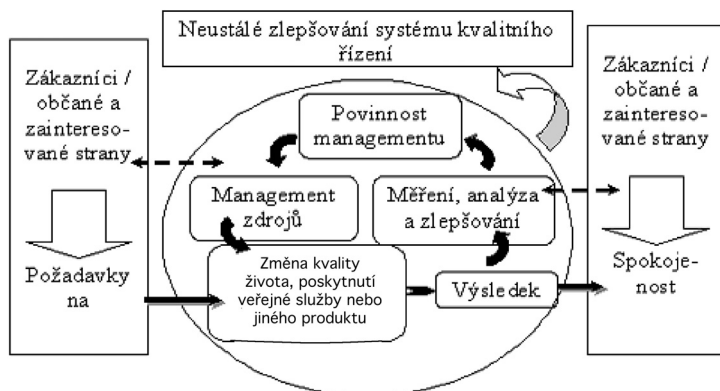 Neustálé zlepšování systému kvalitního
řízení
Zákazníci /
občané a
zaintereso-
vané strany
Požadavky
na
Povinnost
managementu
Management
zdrojů
Měření, analýza
a zlepšování
Změna kvality
života, poskytnutí
veřejné služby nebo
jiného produktu
Výsledek
Zákazníci /
občané a
zainteresо-
vané strany
Spokoje-
nost